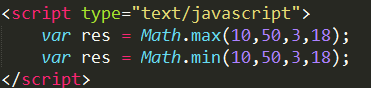 <script type="text/javascript">
var res = Math.max(10,50,3,18);
var res = Math.min(10,50,3,18);
</script>